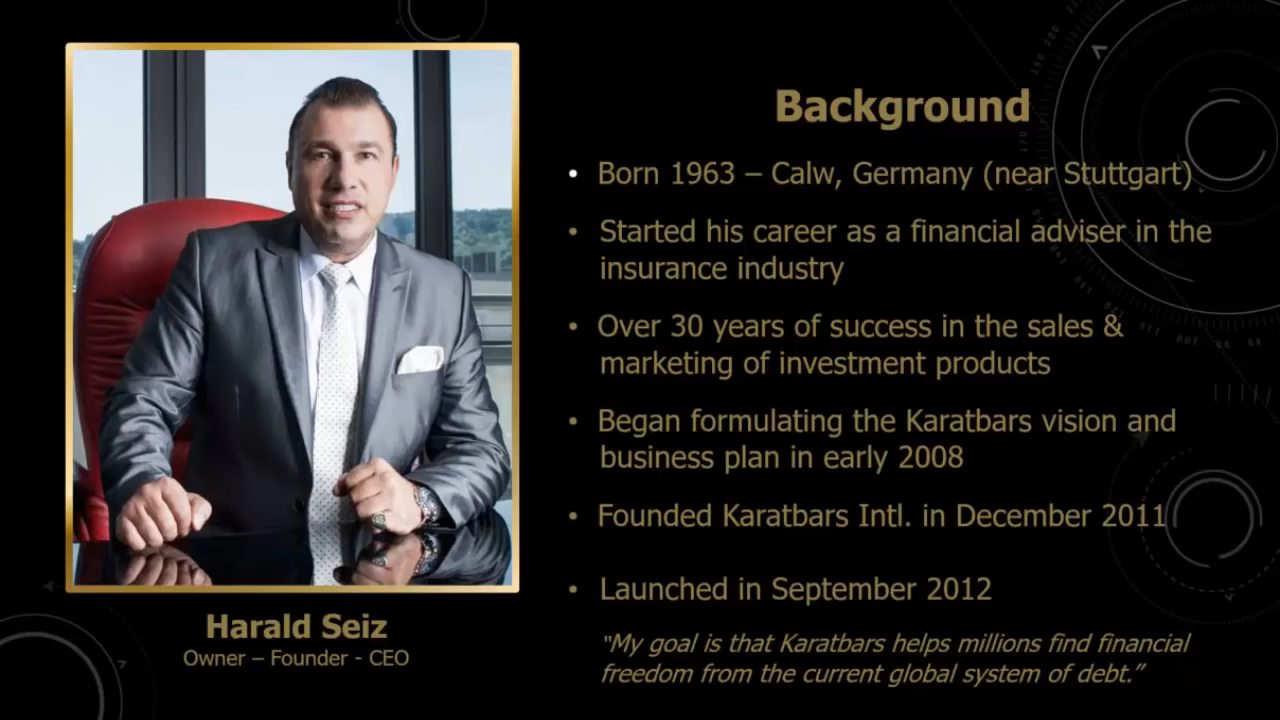 Background
• Born 1963 – Calw, Germany (near Stuttgart)
• Started his career as a financial adviser in the
insurance industry
• Over 30 years of success in the sales &
marketing of investment products
• Began formulating the Karatbars vision and
business plan in early 2008
• Founded Karatbars Intl. in December 2011
• Launched in September 2012
"My goal is that Karatbars helps millions find financial
freedom from the current global system of debt.”
Harald Seiz
Owner – Founder - CEO